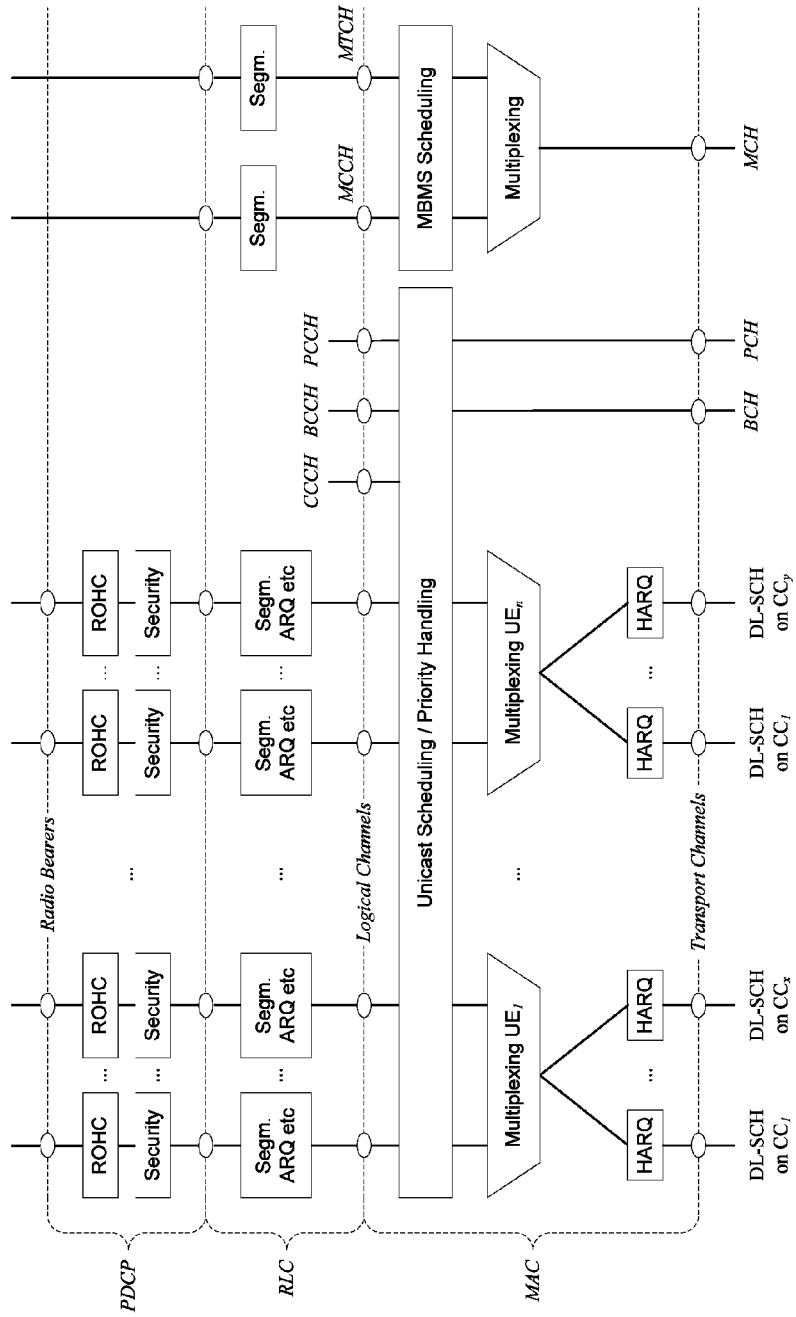 Radio Bearers
PDCP
ROHC
...
ROHC
...
ROHC
...
ROHC
Security
...
Security
Security
...
Security
RLC
Segm.
ARQ etc
...
Segm.
ARQ etc
...
Segm.
ARQ etc
...
Segm.
ARQ etc
Segm.
Segm.
CCCH
BCCH
PCCH
MCCH
MTCH
Logical Channels
MAC
Unicast Scheduling / Priority Handling
MBMS Scheduling
Multiplexing UE1
...
Multiplexing UEn
Multiplexing
HARQ
...
HARQ
HARQ
...
HARQ
Transport Channels
DL-SCH
on CC1
DL-SCH
on CCx
DL-SCH
on CC1
DL-SCH
on CCy
BCH
PCH
MCH